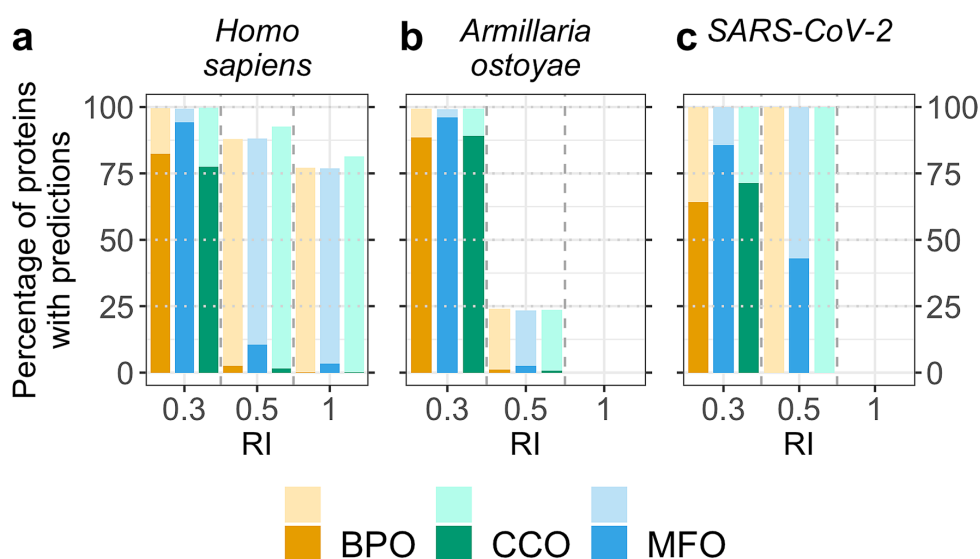 a Homo sapiens
b Armillaria ostoyae
c SARS-CoV-2
Percentage of proteins
with predictions
100
75
50
25
0
100
75
50
25
0
0.3 0.5 1
0.3 0.5 1
0.3 0.5 1
RI RI RI
BPO CCO MFO